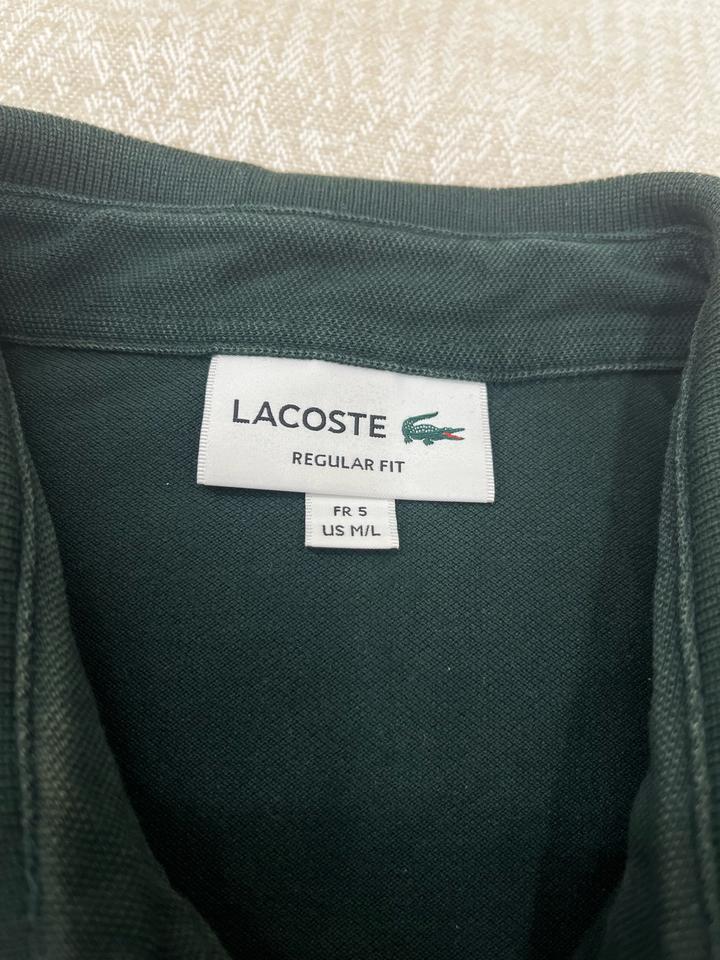 LACOSTE
REGULAR FIT
FR 5
US M/L